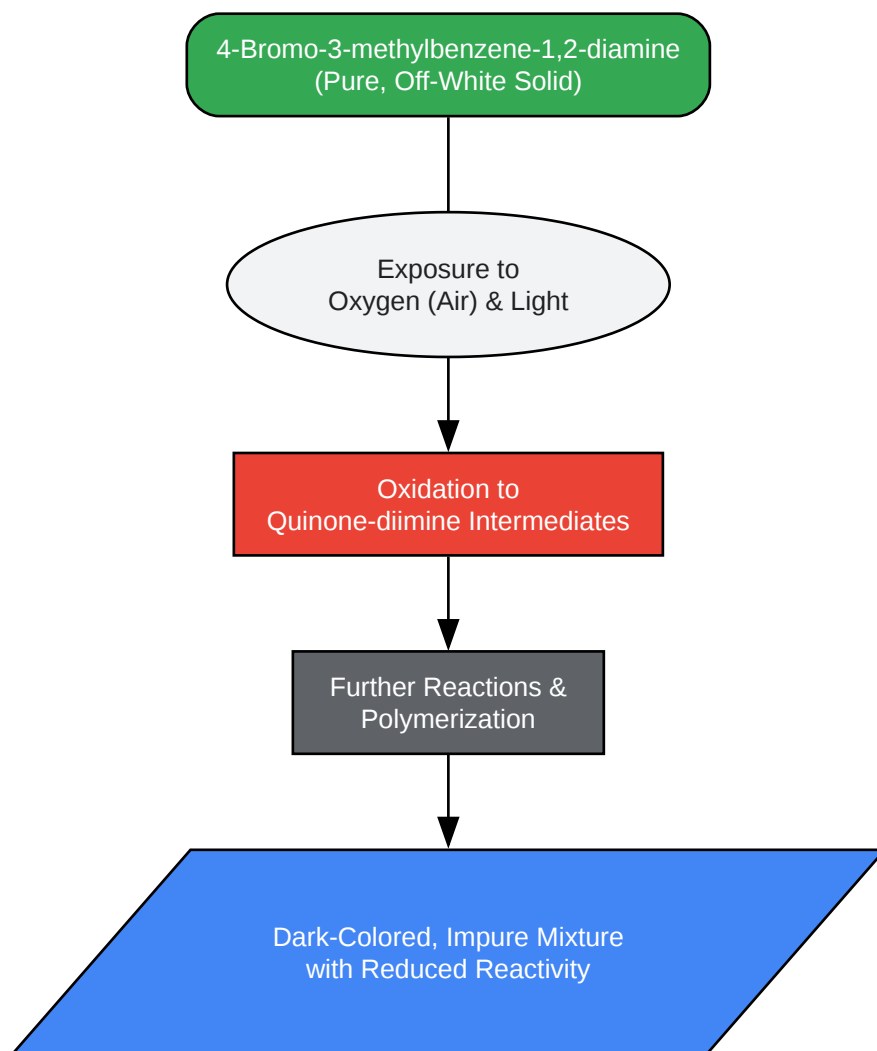 4-Bromo-3-methylbenzene-1,2-diamine
(Pure, Off-White Solid)
Exposure to
Oxygen (Air) & Light
Oxidation to
Quinone-diimine Intermediates
Further Reactions &
Polymerization
Dark-Colored, Impure Mixture
with Reduced Reactivity